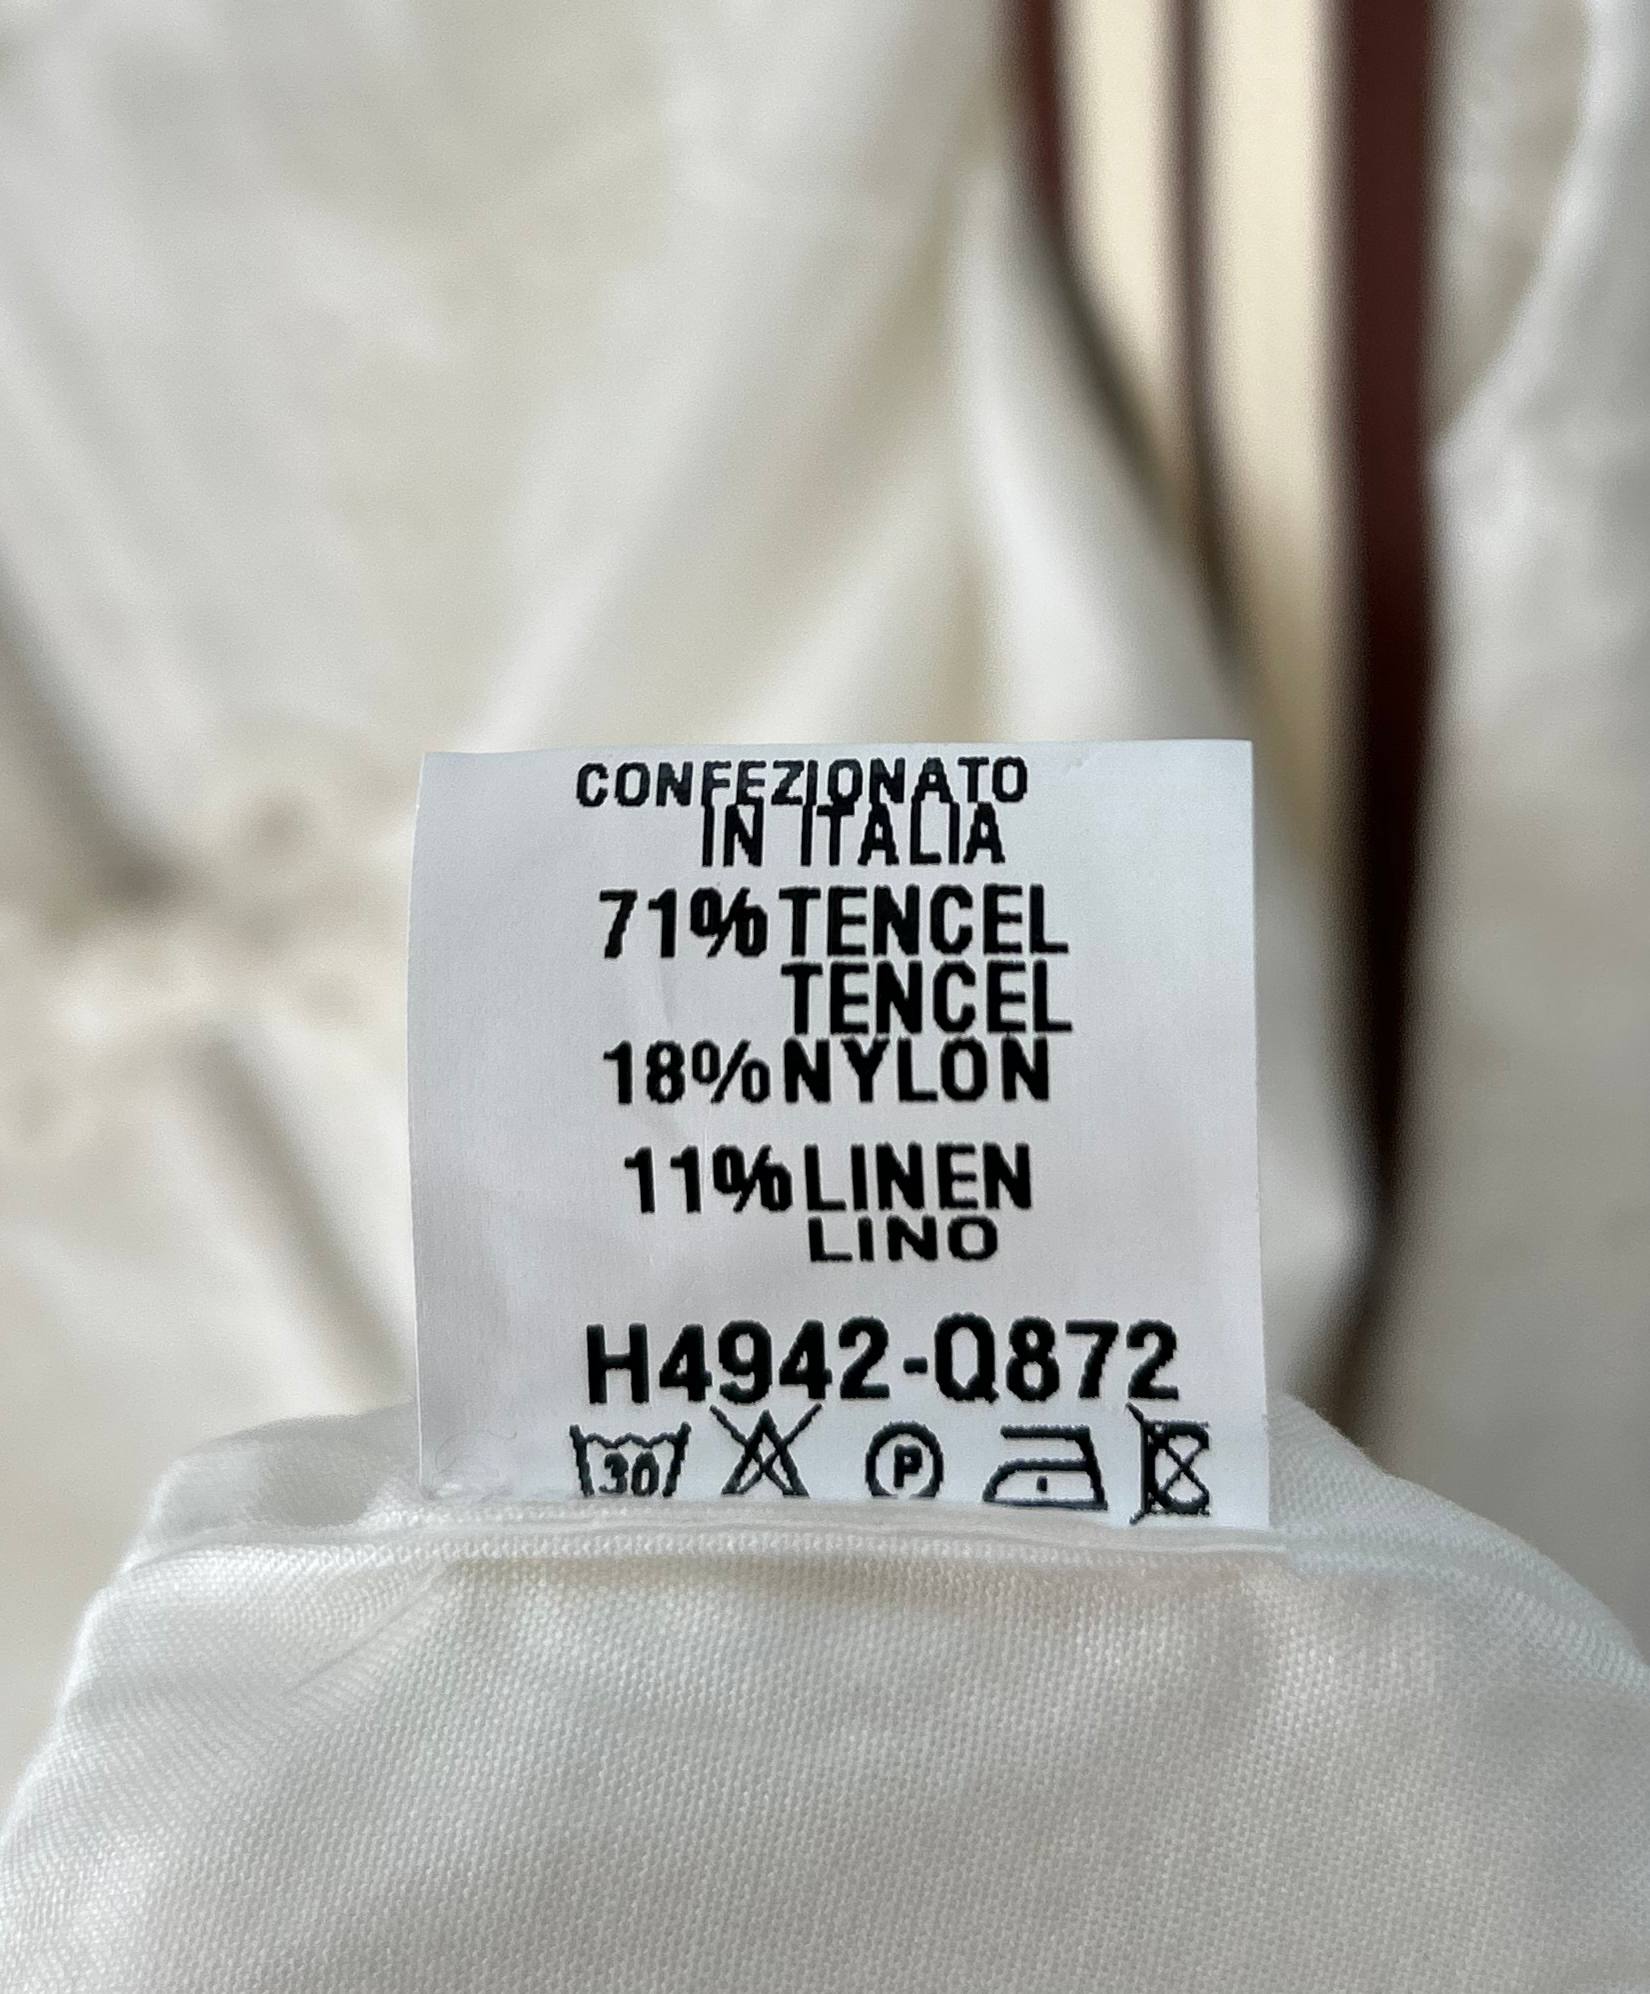 CONFEZIONATO
IN ITALIA
71% TENCEL
TENCEL
18% NYLON
11% LINEN
LINO
H4942-Q872
30 P